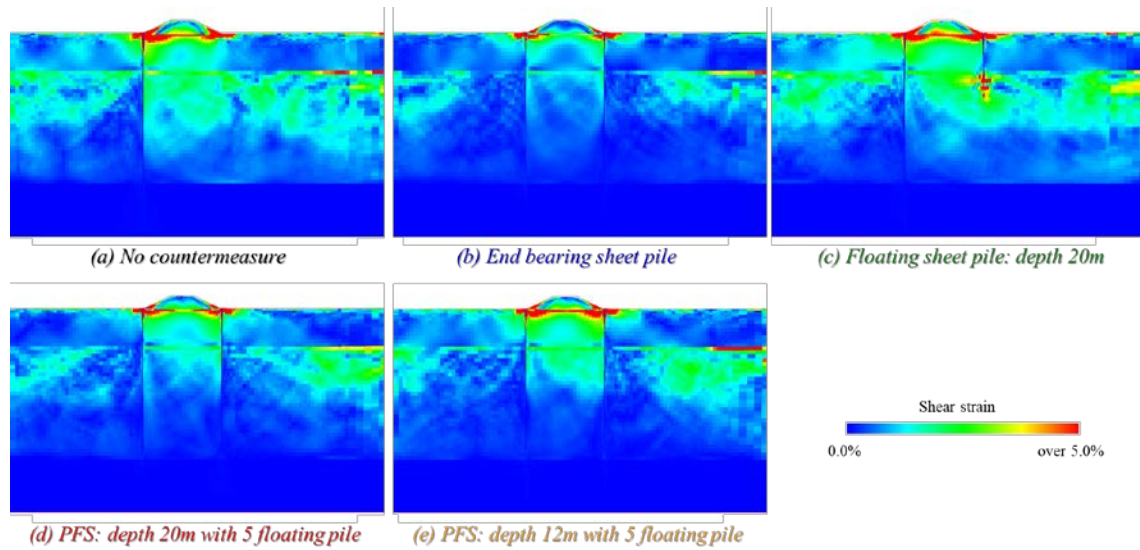 (a) No countermeasure
(b) End bearing sheet pile
(c) Floating sheet pile: depth 20m
(d) PFS: depth 20m with 5 floating pile
(e) PFS: depth 12m with 5 floating pile
Shear strain
0.0%
over 5.0%